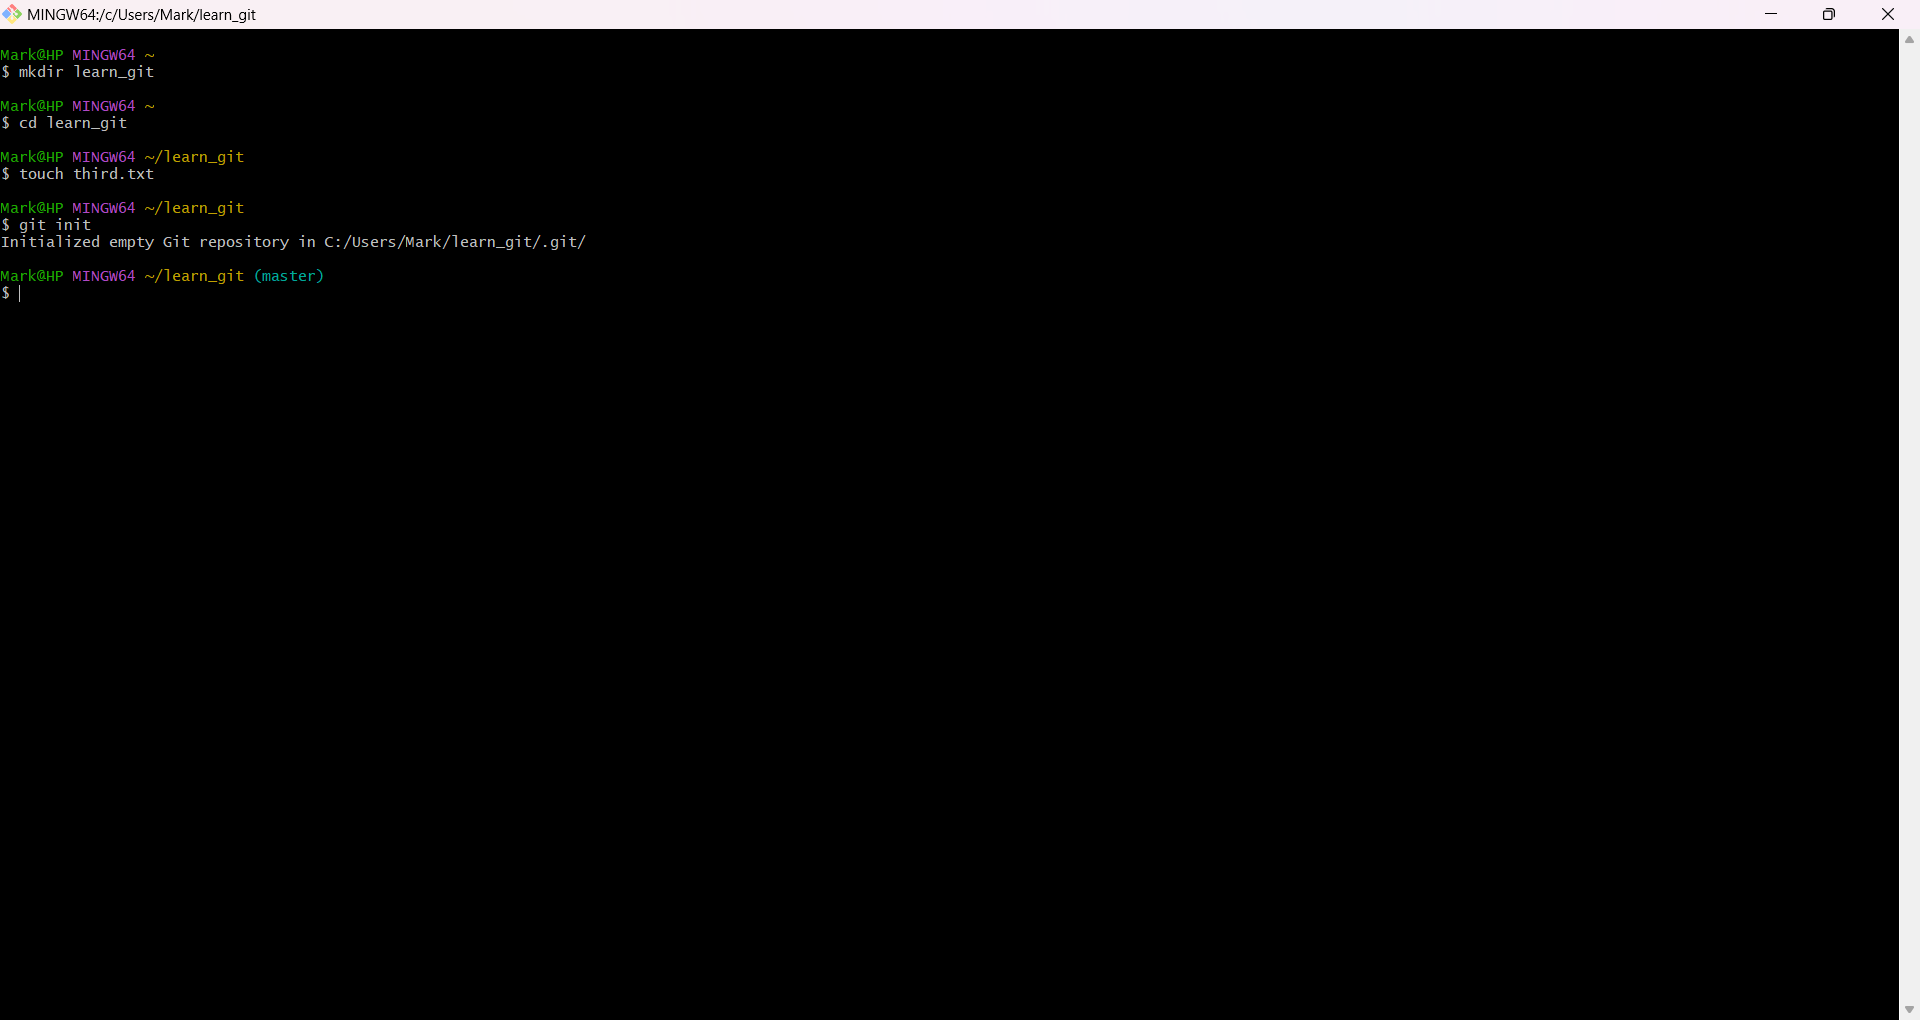 MINGW64:/c/Users/Mark/learn_git
Mark@HP MINGW64 ~
$ mkdir learn_git
Mark@HP MINGW64 ~
$ cd learn_git
Mark@HP MINGW64 ~/learn_git
$ touch third.txt
Mark@HP MINGW64 ~/learn_git
$ git init
Initialized empty Git repository in C:/Users/Mark/learn_git/.git/
Mark@HP MINGW64 ~/learn_git (master)
$